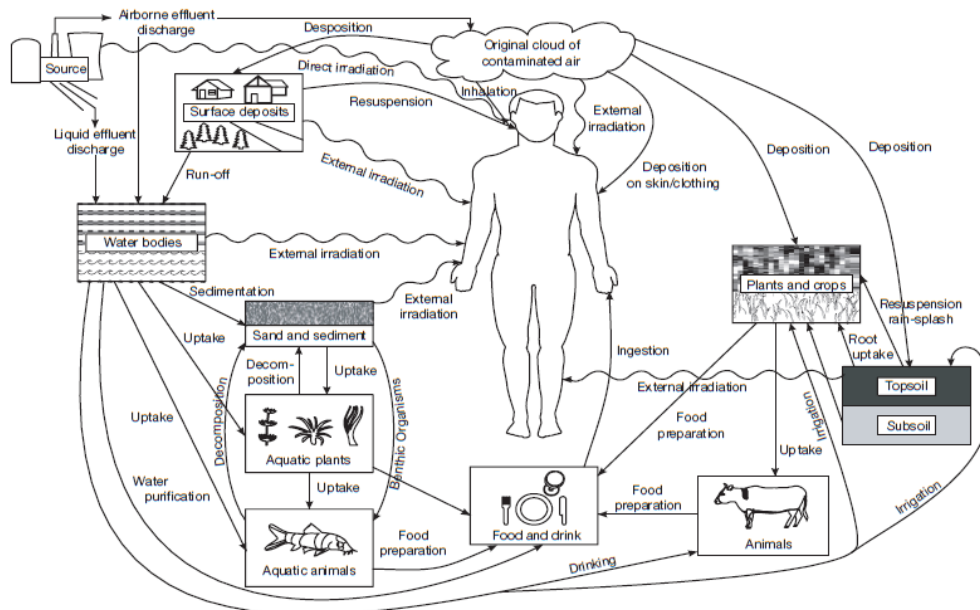 Airborne effluent
discharge
Source
Liquid effluent
discharge
Desposition
Original cloud of
contaminated air
Direct irradiation
Inhalation
Resuspension
Surface deposits
External
irradiation
Deposition
Deposition
External irradiation
Deposition
on skin/clothing
Run-off
Water bodies
External irradiation
Sedimentation
External
irradiation
Sand and sediment
Plants and crops
Resuspension
rain-splash
Root
uptake
Uptake
Decom-
position
Uptake
Ingestion
External irradiation
Topsoil
Subsoil
Decomposition
Benthic Organisms
Uptake
Aquatic plants
Food
preparation
Irrigation
Uptake
Water
purification
Uptake
Food
preparation
Food and drink
Food
preparation
Animals
Irrigation
Aquatic animals
Drinking